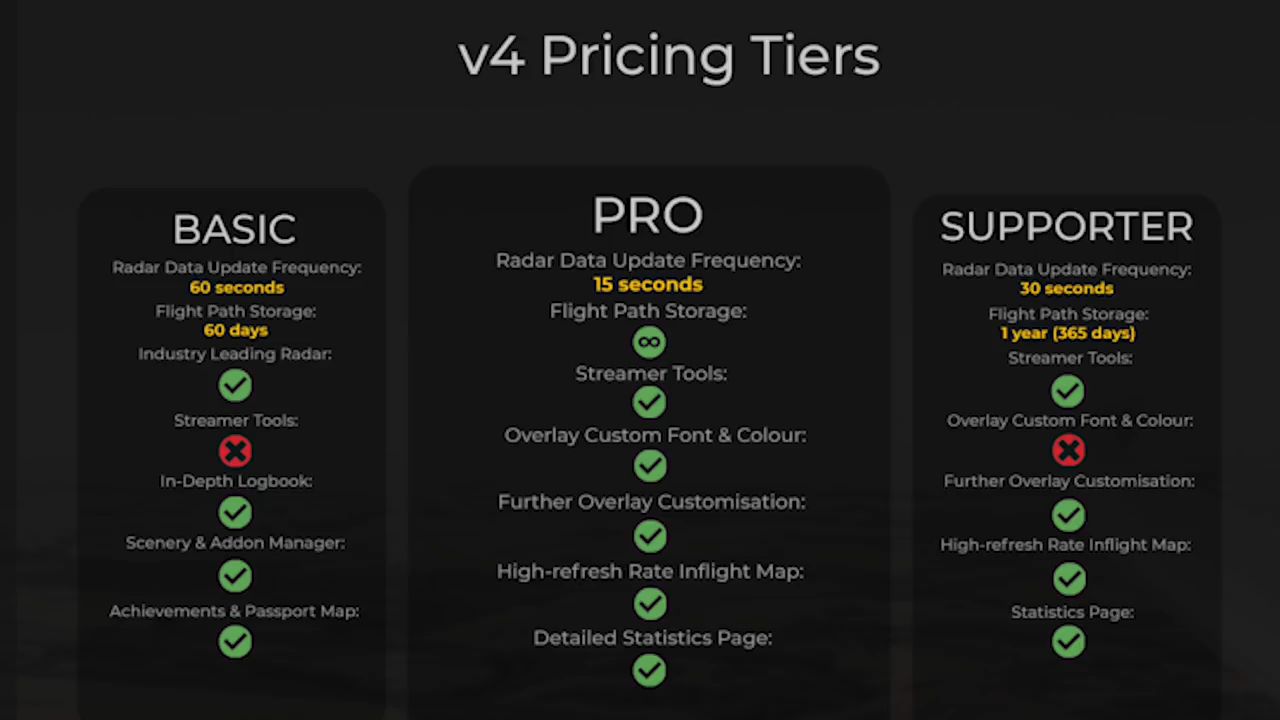 v4 Pricing Tiers
BASIC
Radar Data Update Frequency:
60 seconds
Flight Path Storage:
60 days
Industry Leading Radar:
Streamer Tools:
In-Depth Logbook:
Scenery & Addon Manager:
Achievements & Passport Map:
PRO
Radar Data Update Frequency:
15 seconds
Flight Path Storage:
∞
Streamer Tools:
Overlay Custom Font & Colour:
Further Overlay Customisation:
High-refresh Rate Inflight Map:
Detailed Statistics Page:
SUPPORTER
Radar Data Update Frequency:
30 seconds
Flight Path Storage:
1 year (365 days)
Streamer Tools:
Overlay Custom Font & Colour:
Further Overlay Customisation:
High-refresh Rate Inflight Map:
Statistics Page: